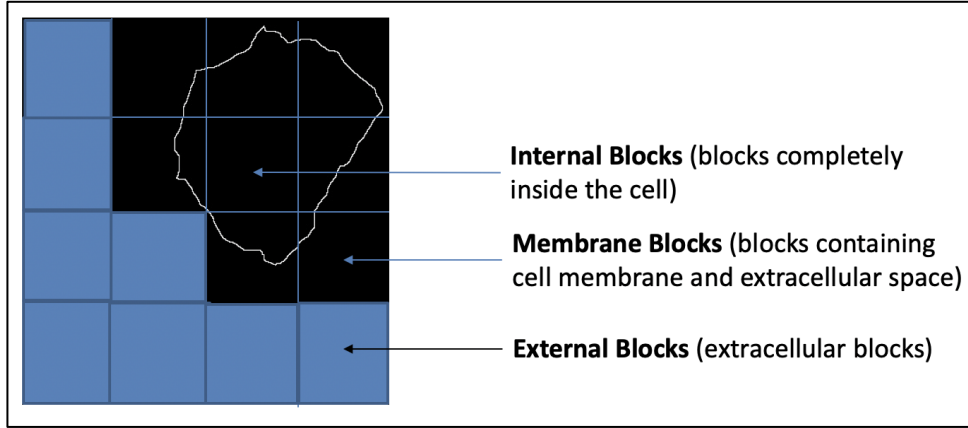 Internal Blocks (blocks completely
inside the cell)
Membrane Blocks (blocks containing
cell membrane and extracellular space)
External Blocks (extracellular blocks)